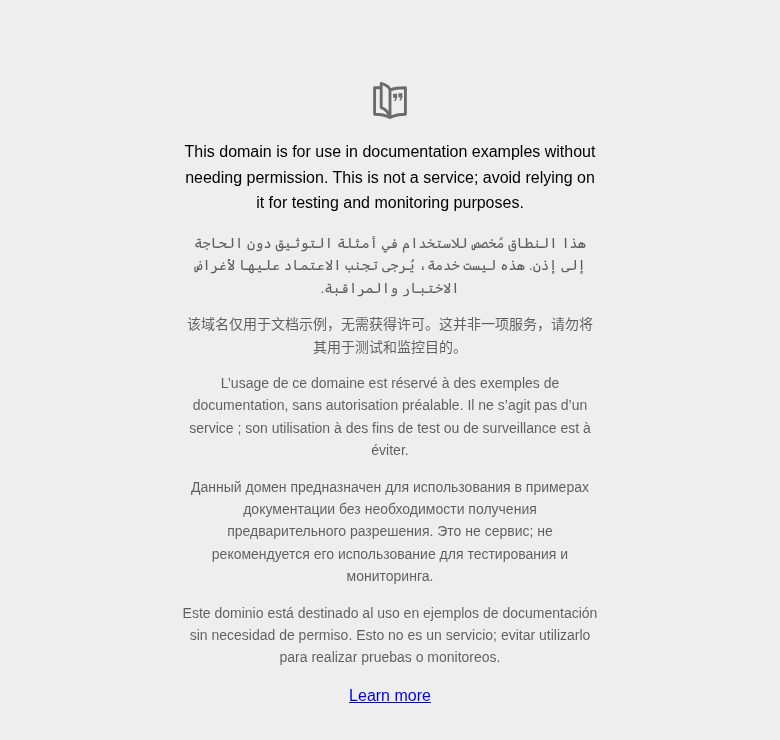 This domain is for use in documentation examples without
needing permission. This is not a service; avoid relying on
it for testing and monitoring purposes.
هذا النطاق مُخصص للاستخدام في أمثلة التوثيق دون الحاجة
إلى إذن. هذه ليست خدمة، يُرجى تجنب الاعتماد عليها لأغراض
الاختبار والمراقبة.
该域名仅用于文档示例，无需获得许可。这并非一项服务，请勿将
其用于测试和监控目的。
L’usage de ce domaine est réservé à des exemples de
documentation, sans autorisation préalable. Il ne s’agit pas d’un
service ; son utilisation à des fins de test ou de surveillance est à
éviter.
Данный домен предназначен для использования в примерах
документации без необходимости получения
предварительного разрешения. Это не сервис; не
рекомендуется его использование для тестирования и
мониторинга.
Este dominio está destinado al uso en ejemplos de documentación
sin necesidad de permiso. Esto no es un servicio; evitar utilizarlo
para realizar pruebas o monitoreos.
Learn more